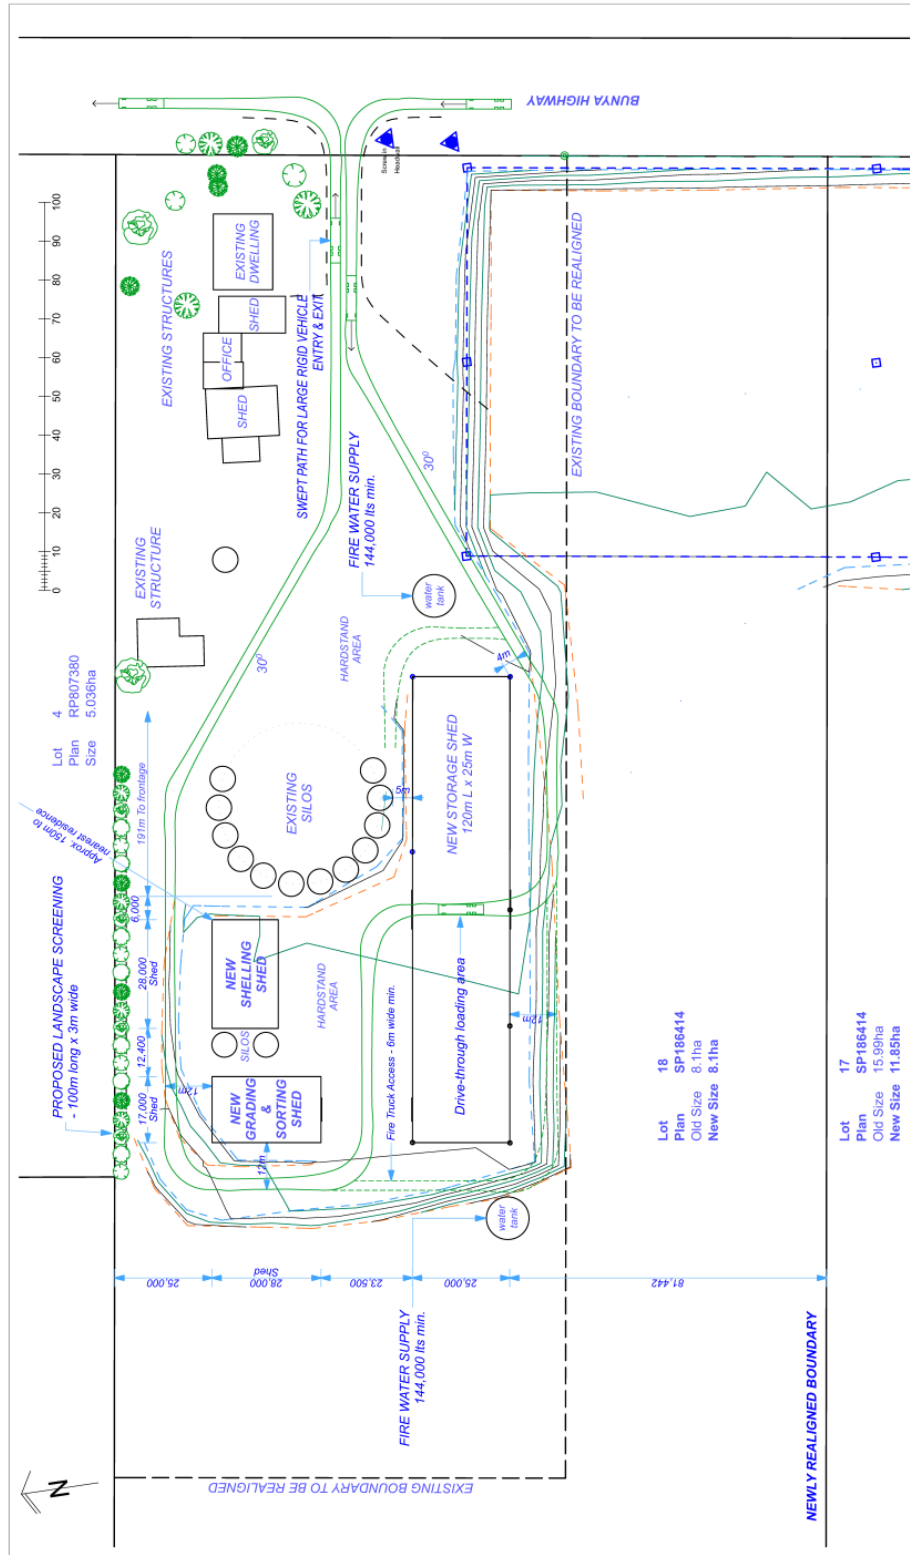 BUNYA HIGHWAY
Screw in
Headwall
100
90
80
70
60
50
40
30
20
10
0
EXISTING STRUCTURES
EXISTING
DWELLING
SHED
OFFICE
SHED
SWEPT PATH FOR LARGE RIGID VEHICLE
ENTRY & EXIT
EXISTING BOUNDARY TO BE REALIGNED
FIRE WATER SUPPLY
144,000 lts min.
30⁰
EXISTING
STRUCTURE
water
tank
HARDSTAND
AREA
30⁰
4m
Lot 4
Plan RP807380
Size 5.036ha
191m To frontage
Approx. 150m to
nearest residence
EXISTING
SILOS
5m
NEW STORAGE SHED
120m L x 25m W
PROPOSED LANDSCAPE SCREENING
- 100m long x 3m wide
6,000
28,000
Shed
12,400
17,000
Shed
NEW
SHELLING
SHED
SILOS
HARDSTAND
AREA
12m
NEW
GRADING
&
SORTING
SHED
12m
Fire Truck Access - 6m wide min.
Drive-through loading area
12m
Lot 18
Plan SP186414
Old Size 8.1ha
New Size 8.1ha
Lot 17
Plan SP186414
Old Size 15.99ha
New Size 11.85ha
water
tank
25,000
28,000
Shed
23,500
25,000
81,442
FIRE WATER SUPPLY
144,000 lts min.
NEWLY REALIGNED BOUNDARY
EXISTING BOUNDARY TO BE REALIGNED
N